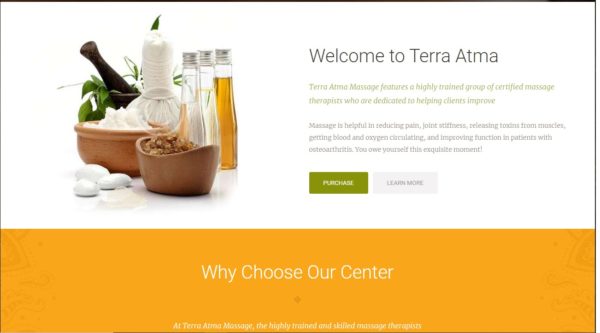 Welcome to Terra Atma
Terra Atma Massage features a highly trained group of certified massage
therapists who are dedicated to helping clients improve
Massage is helpful in reducing pain, joint stiffness, releasing toxins from muscles,
getting blood and oxygen circulating, and improving function in patients with
osteoarthritis. You owe yourself this exquisite moment!
PURCHASE
LEARN MORE
Why Choose Our Center
At Terra Atma Massage, the highly trained and skilled massage therapists